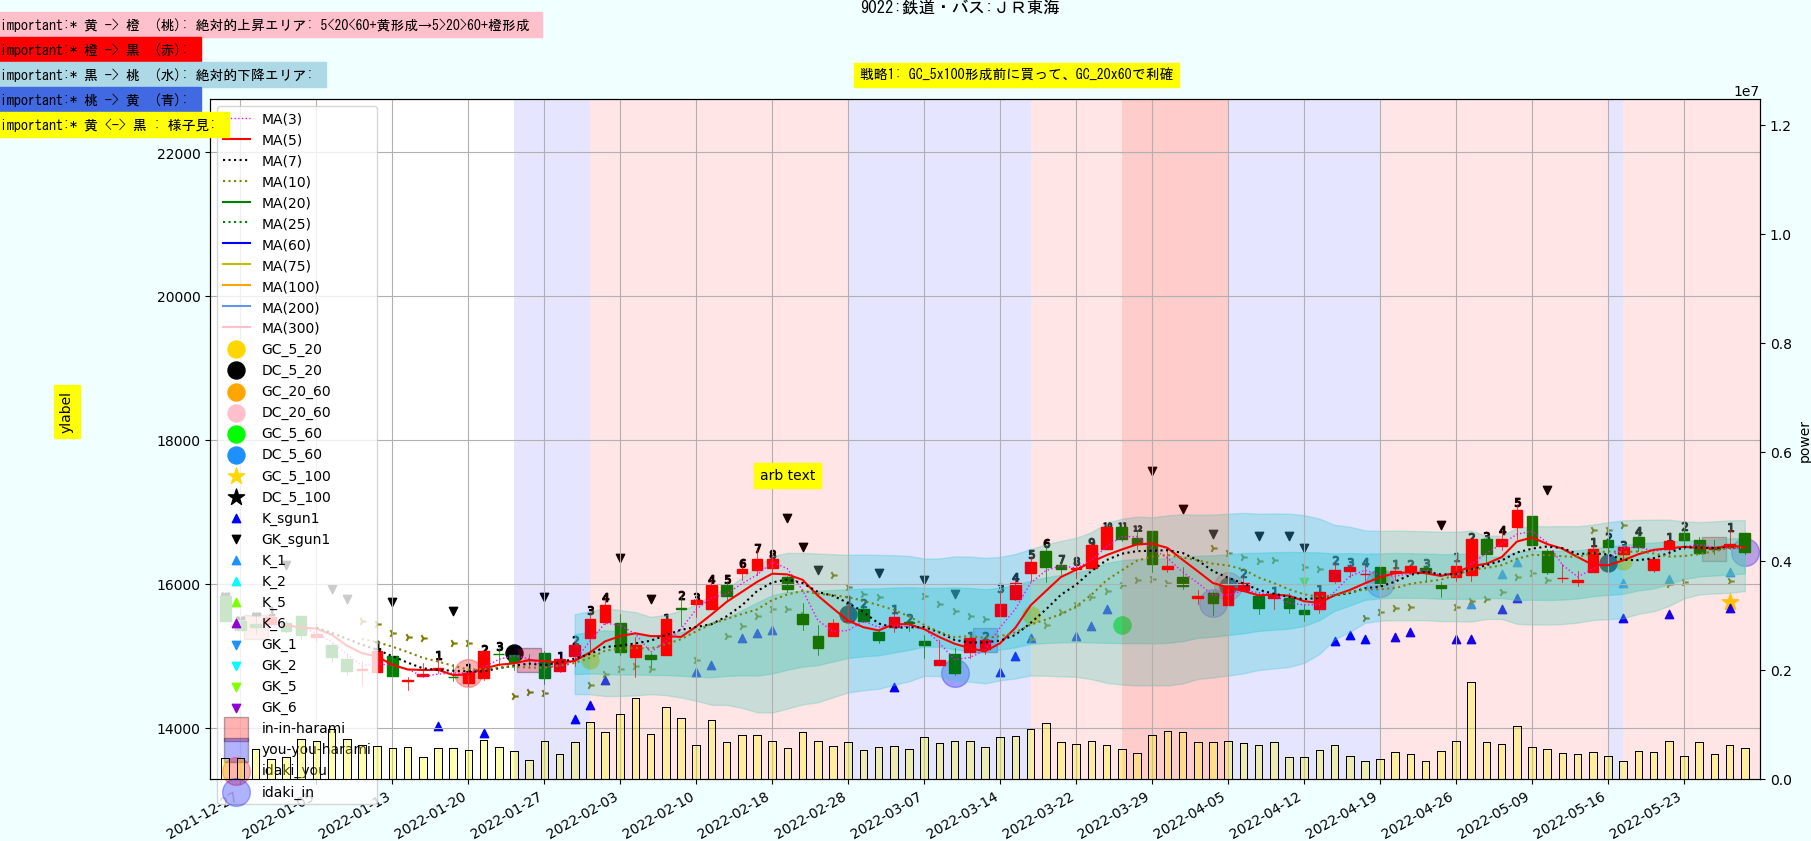 9022:鉄道・バス:ＪＲ東海
important:* 黄 -> 橙 (桃): 絶対的上昇エリア: 5<20<60+黄形成→5>20>60+橙形成
important:* 橙 -> 黒 (赤):
important:* 黒 -> 桃 (水): 絶対的下降エリア:
戦略1: GC_5x100形成前に買って、GC_20x60で利確
important:* 桃 -> 黄 (青):
important:* 黄 <-> 黒 : 様子見:
1e7
MA(3)
MA(5)
MA(7)
MA(10)
MA(20)
MA(25)
MA(60)
MA(75)
MA(100)
MA(200)
MA(300)
GC_5_20
DC_5_20
GC_20_60
DC_20_60
GC_5_60
DC_5_60
GC_5_100
DC_5_100
K_sgun1
GK_sgun1
K_1
K_2
K_5
K_6
GK_1
GK_2
GK_5
GK_6
in-in-harami
you-you-harami
idaki_you
idaki_in
22000
20000
18000
16000
14000
ylabel
arb text
1.2
1.0
0.8
0.6
0.4
0.2
0.0
power
2022-01-13
2022-01-20
2022-01-27
2022-02-03
2022-02-10
2022-02-18
2022-02-28
2022-03-07
2022-03-14
2022-03-22
2022-03-29
2022-04-05
2022-04-12
2022-04-19
2022-04-26
2022-05-09
2022-05-16
2022-05-23